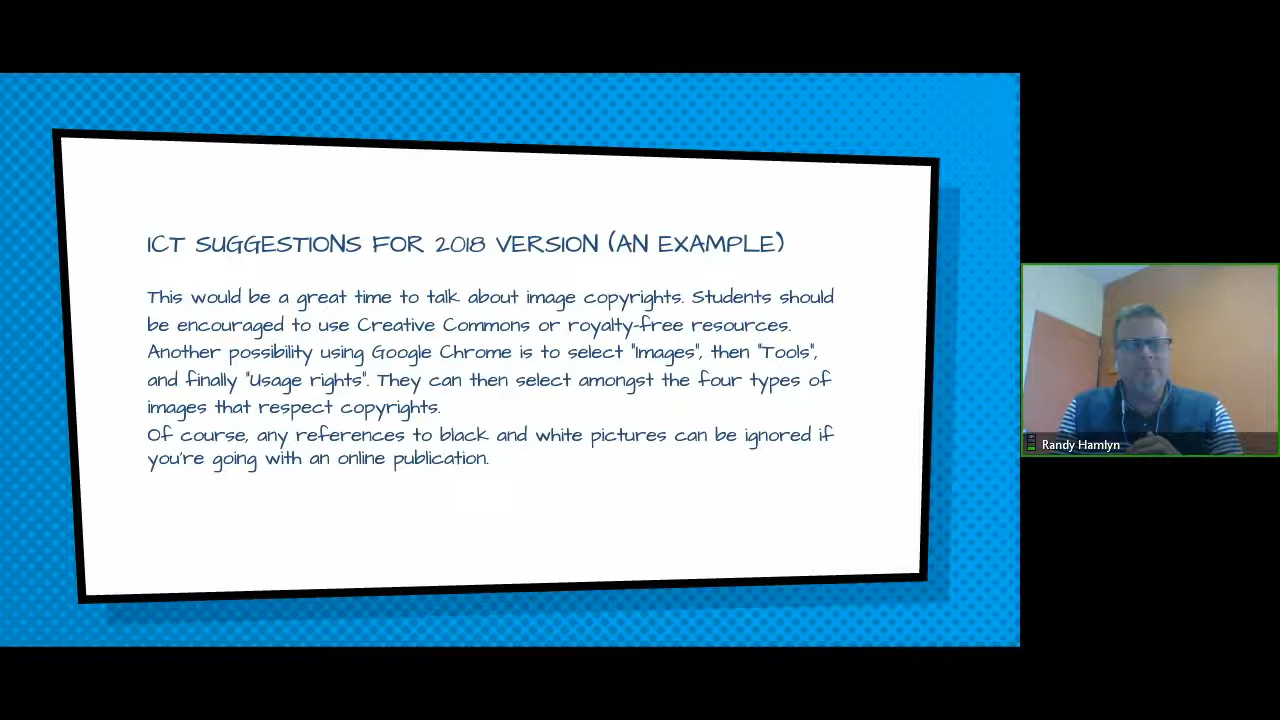 ICT SUGGESTIONS FOR 2018 VERSION (AN EXAMPLE)
This would be a great time to talk about image copyrights. Students should
be encouraged to use Creative Commons or royalty-free resources.
Another possibility using Google Chrome is to select "Images", then "Tools",
and finally "Usage rights". They can then select amongst the four types of
images that respect copyrights.
Of course, any references to black and white pictures can be ignored if
you're going with an online publication.
Randy Hamlyn